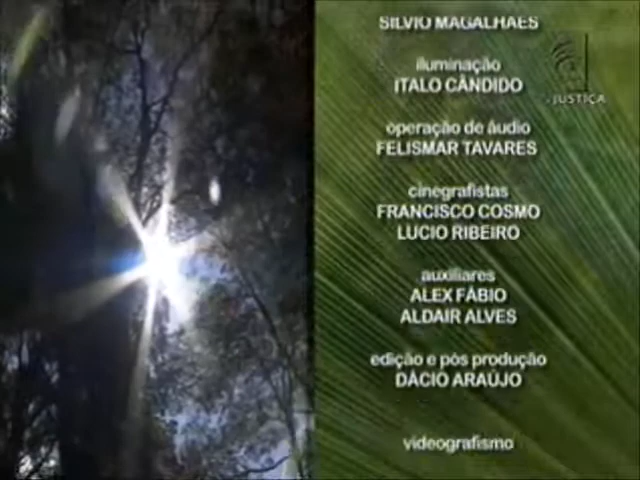 SILVIO MAGALHÃES
iluminação
ITALO CÂNDIDO
JUSTIÇA
operação de áudio
FELISMAR TAVARES
cinegrafistas
FRANCISCO COSMO
LUCIO RIBEIRO
auxiliares
ALEX FÁBIO
ALDAIR ALVES
edição e pós produção
DÁCIO ARAÚJO
videografismo